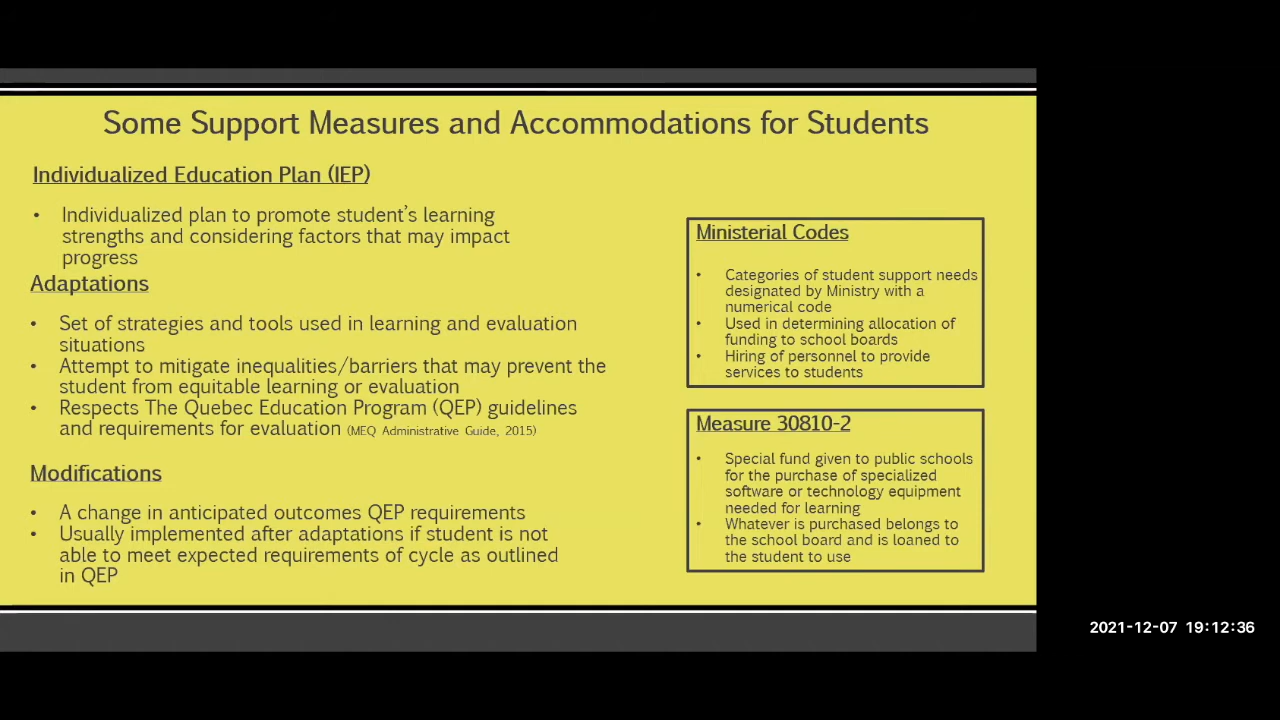 Some Support Measures and Accommodations for Students
Individualized Education Plan (IEP)
• Individualized plan to promote student's learning
strengths and considering factors that may impact
progress
Adaptations
• Set of strategies and tools used in learning and evaluation
situations
• Attempt to mitigate inequalities/barriers that may prevent the
student from equitable learning or evaluation
• Respects The Quebec Education Program (QEP) guidelines
and requirements for evaluation (MEQ Administrative Guide, 2015)
Modifications
• A change in anticipated outcomes QEP requirements
• Usually implemented after adaptations if student is not
able to meet expected requirements of cycle as outlined
in QEP
Ministerial Codes
• Categories of student support needs
designated by Ministry with a
numerical code
• Used in determining allocation of
funding to school boards
• Hiring of personnel to provide
services to students
Measure 30810-2
• Special fund given to public schools
for the purchase of specialized
software or technology equipment
needed for learning
• Whatever is purchased belongs to
the school board and is loaned to
the student to use
2021-12-07 19:12:36